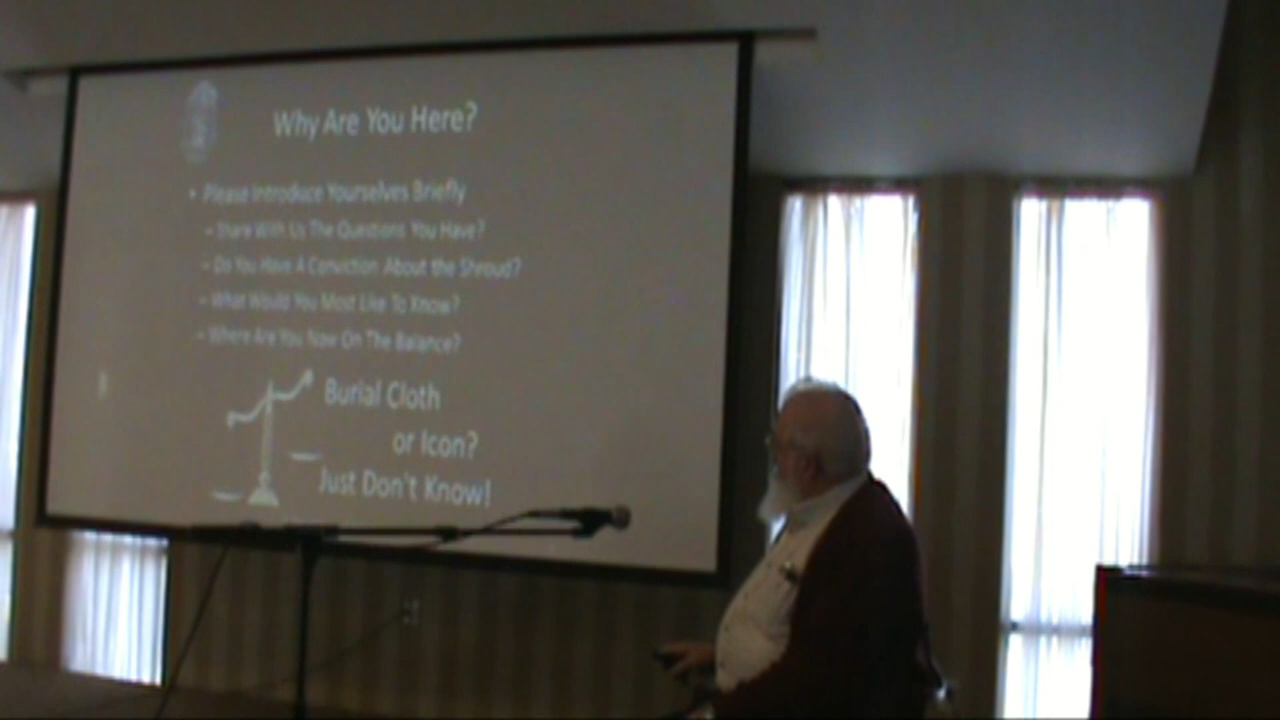 Why Are You Here?
• Please Introduce Yourselves Briefly
– Share With Us The Questions You Have?
– Do You Have A Conviction About the Shroud?
– What Would You Most Like To Know?
– Where Are You Now On The Balance?
Burial Cloth
or Icon?
Just Don't Know!